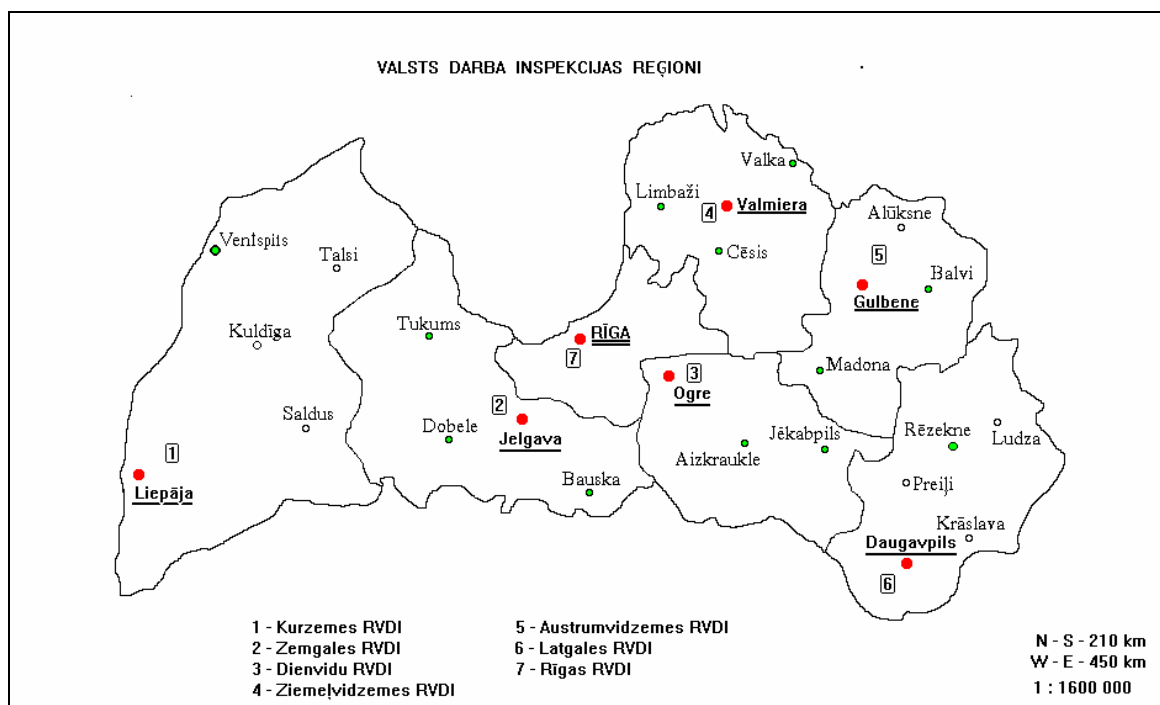 VALSTS DARBA INSPEKCIJAS REĢIONI
Valka
Limbaži
4 Valmiera
Alūksne
Ventspils
Talsi
Cēsis
5
Balvi
Gulbene
Tukums
RĪGA
Kuldīga
7
Madona
3
Ogre
2
Saldus
Dobele
Jelgava
Jēkabpils
Rēzekne
Ludza
Aizkraukle
1
Liepāja
Bauska
Preiļi
Krāslava
Daugavpils
6
1 - Kurzemes RVDI
2 - Zemgales RVDI
3 - Dienvidu RVDI
4 - Ziemeļvidzemes RVDI
5 - Austrumvidzemes RVDI
6 - Latgales RVDI
7 - Rīgas RVDI
N - S - 210 km
W - E - 450 km
1 : 1600 000